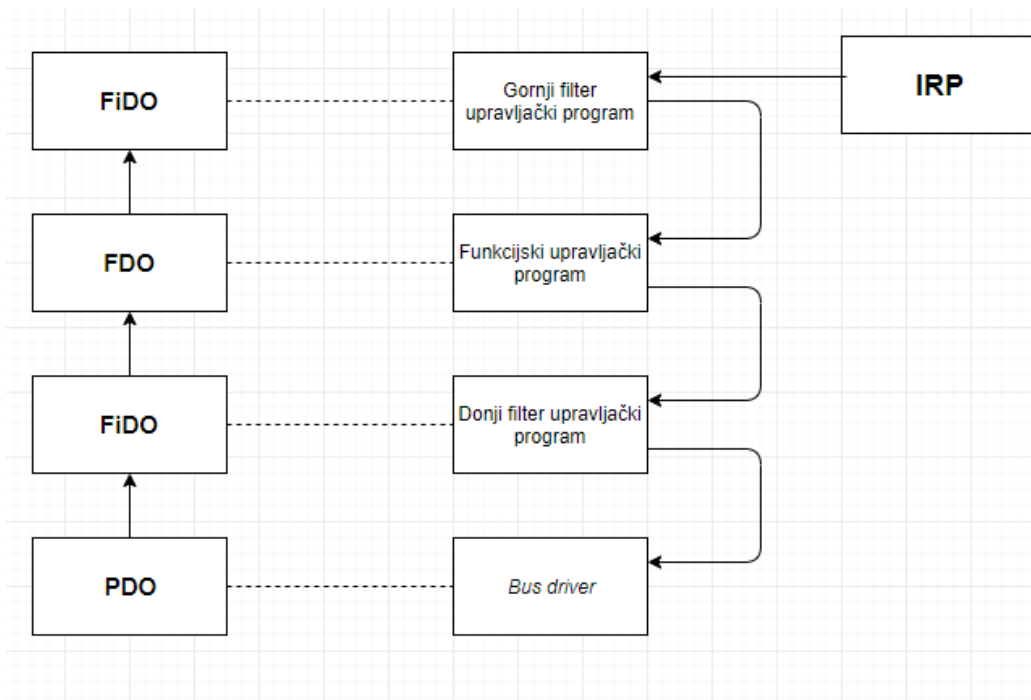 FiDO
Gornji filter
upravljački program
IRP
FDO
Funkcijski upravljački
program
FiDO
Donji filter upravljački
program
PDO
Bus driver